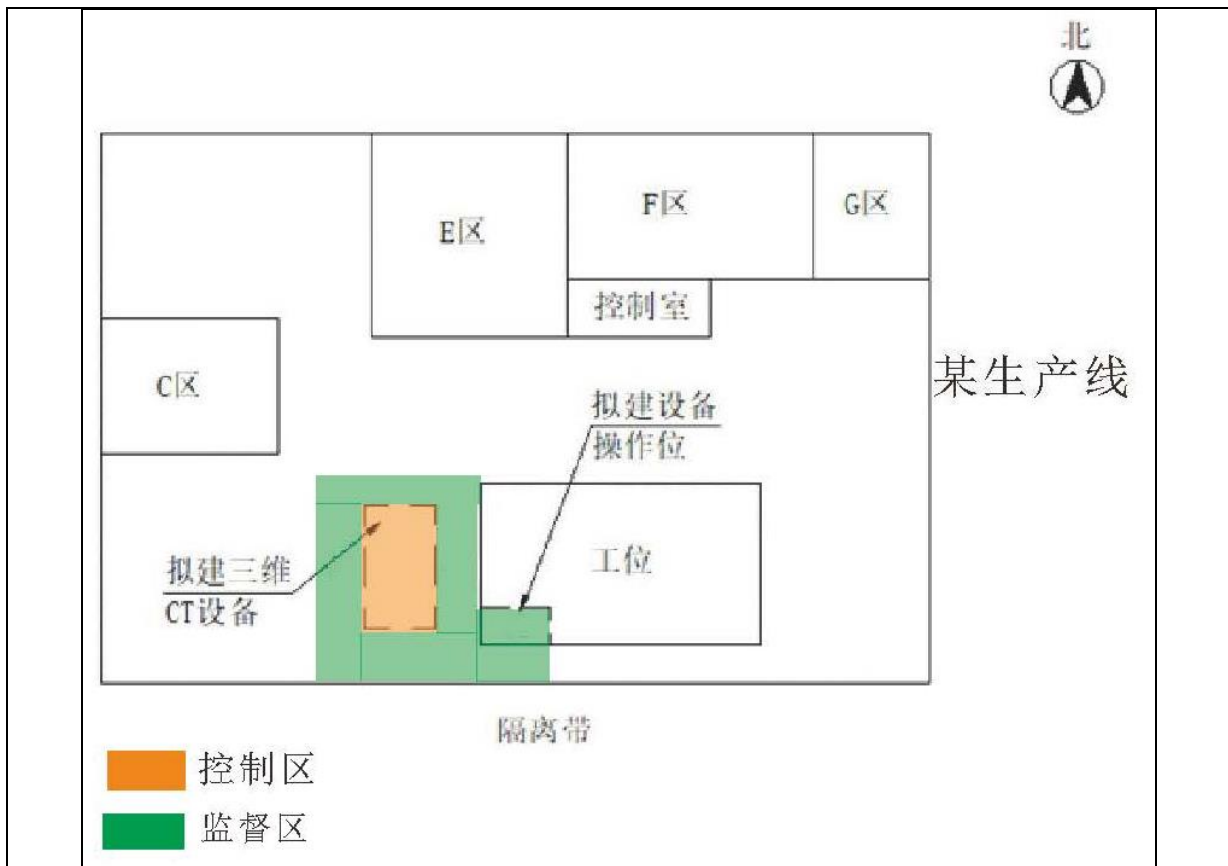 北
E区
F区
G区
控制室
C区
某生产线
拟建设备
操作位
拟建三维
CT设备
工位
隔离带
控制区
监督区